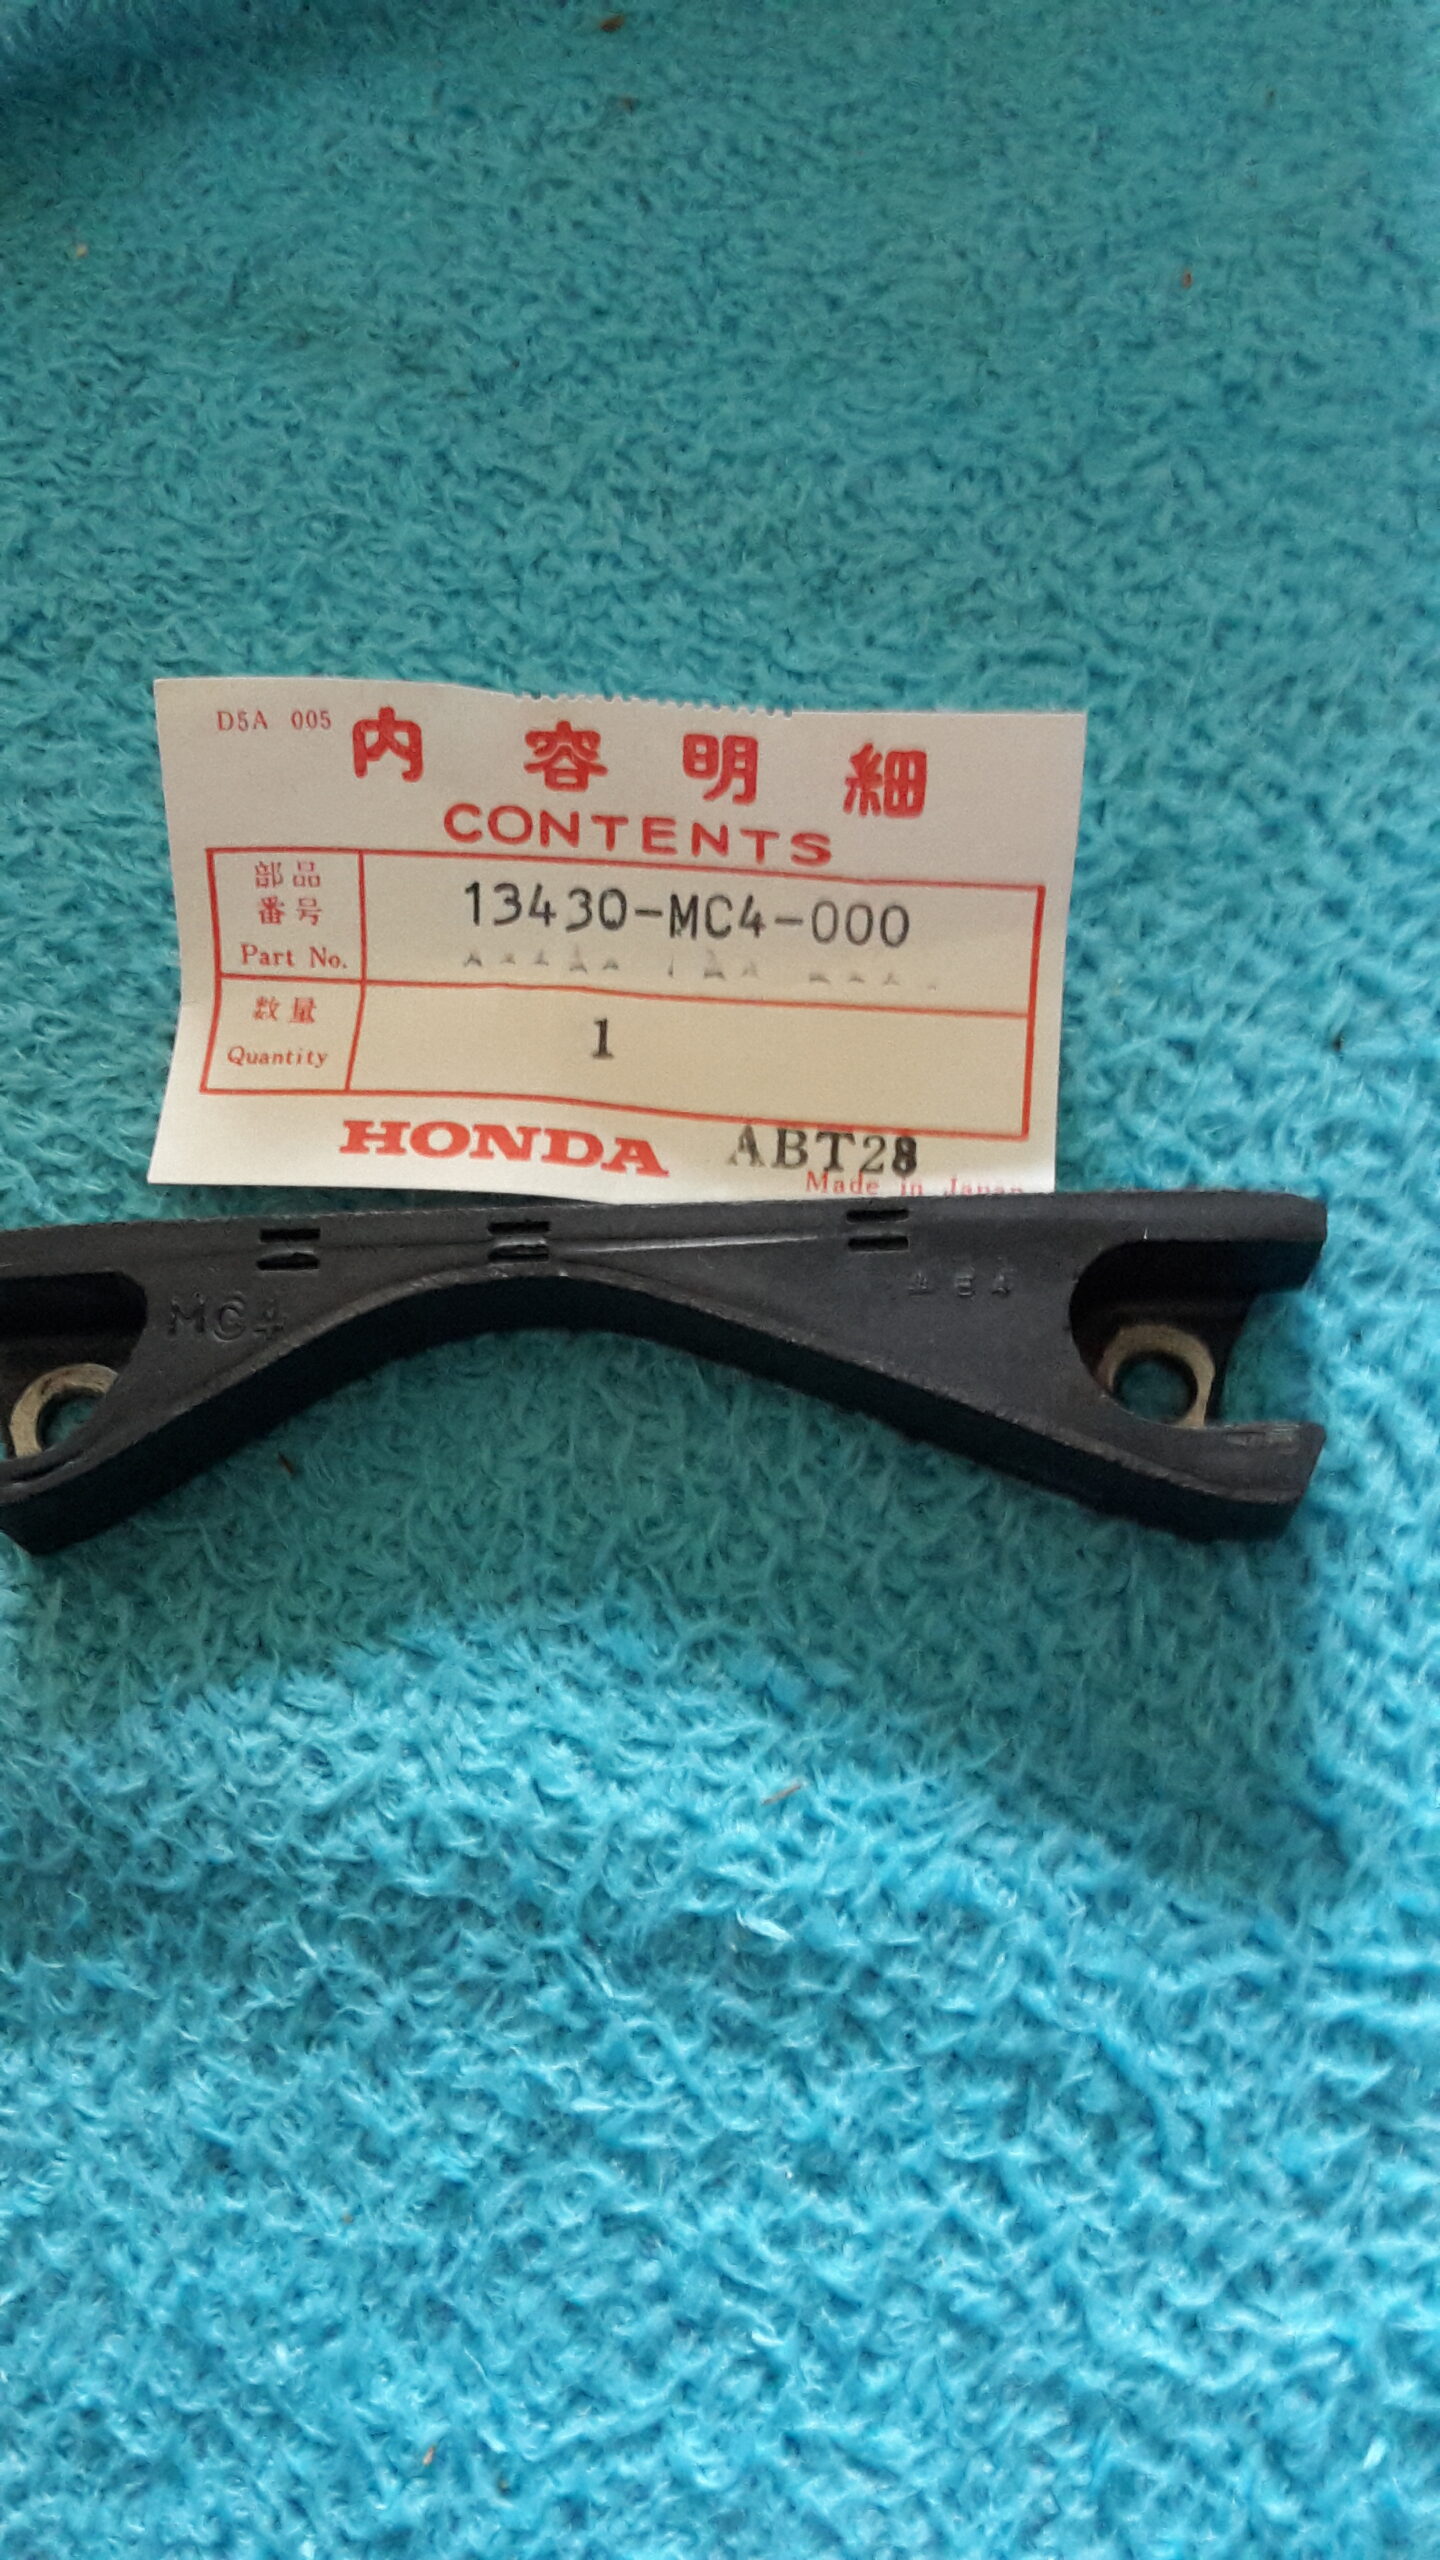 D5A 005
内容明細
CONTENTS
部品
番号
Part No.
13430-MC4-000
数量
Quantity
1
HONDA ABT28
Made in Japan
MC4